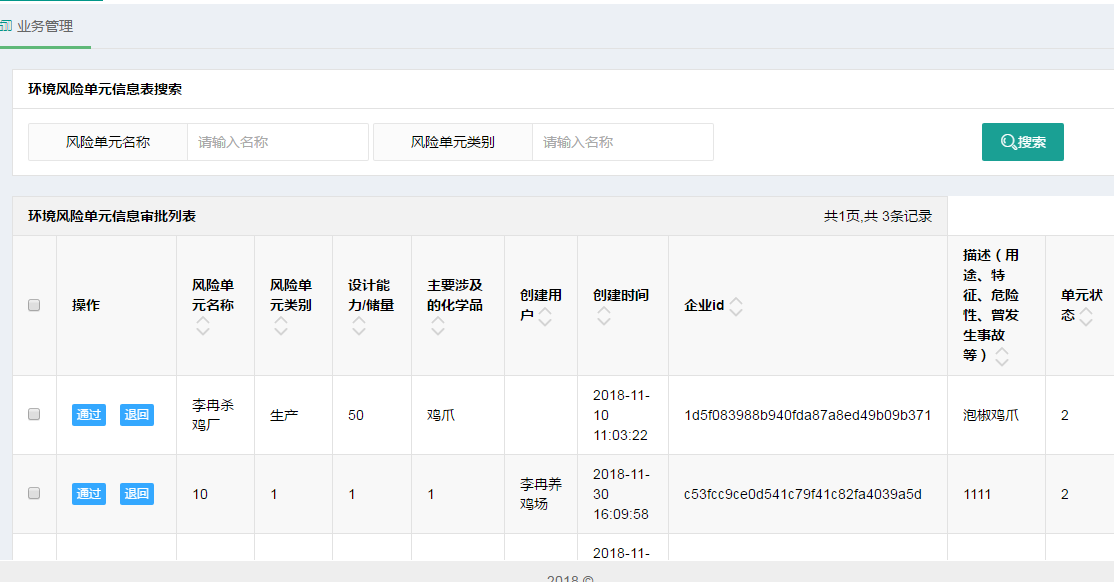 业务管理
环境风险单元信息表搜索
风险单元名称 请输入名称 风险单元类别 请输入名称 搜索
环境风险单元信息审批列表 共1页,共 3条记录
操作
风险单
元名称
风险单
元类别
设计能
力/储量
主要涉及
的化学品
创建用
户
创建时间
企业id
描述（用
途、特
征、危险
性、曾发
生事故
等）
单元状
态
通过 退回
李冉杀
鸡厂
生产
50
鸡爪
2018-11-
10
11:03:22
1d5f083988b940fda87a8ed49b09b371
泡椒鸡爪
2
通过 退回
10
1
1
1
李冉养
鸡场
2018-11-
30
16:09:58
c53fcc9ce0d541c79f41c82fa4039a5d
1111
2
2018-11-
2018 ©